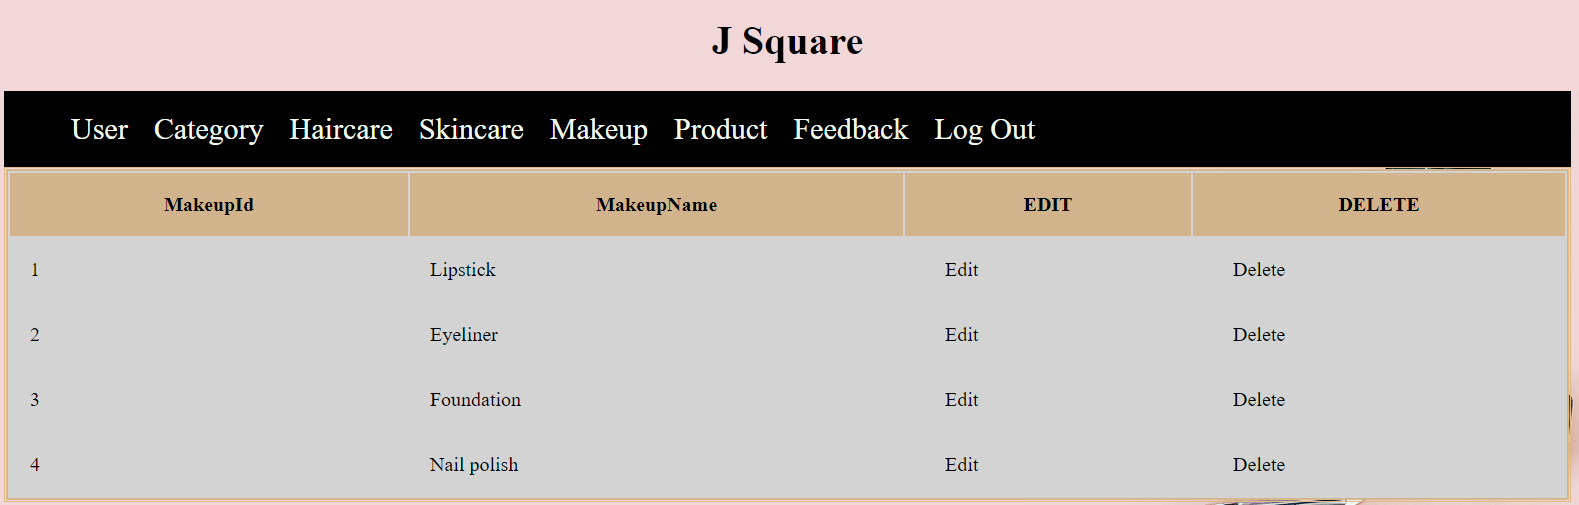 J Square
User Category Haircare Skincare Makeup Product Feedback Log Out
MakeupId MakeupName EDIT DELETE
1 Lipstick Edit Delete
2 Eyeliner Edit Delete
3 Foundation Edit Delete
4 Nail polish Edit Delete